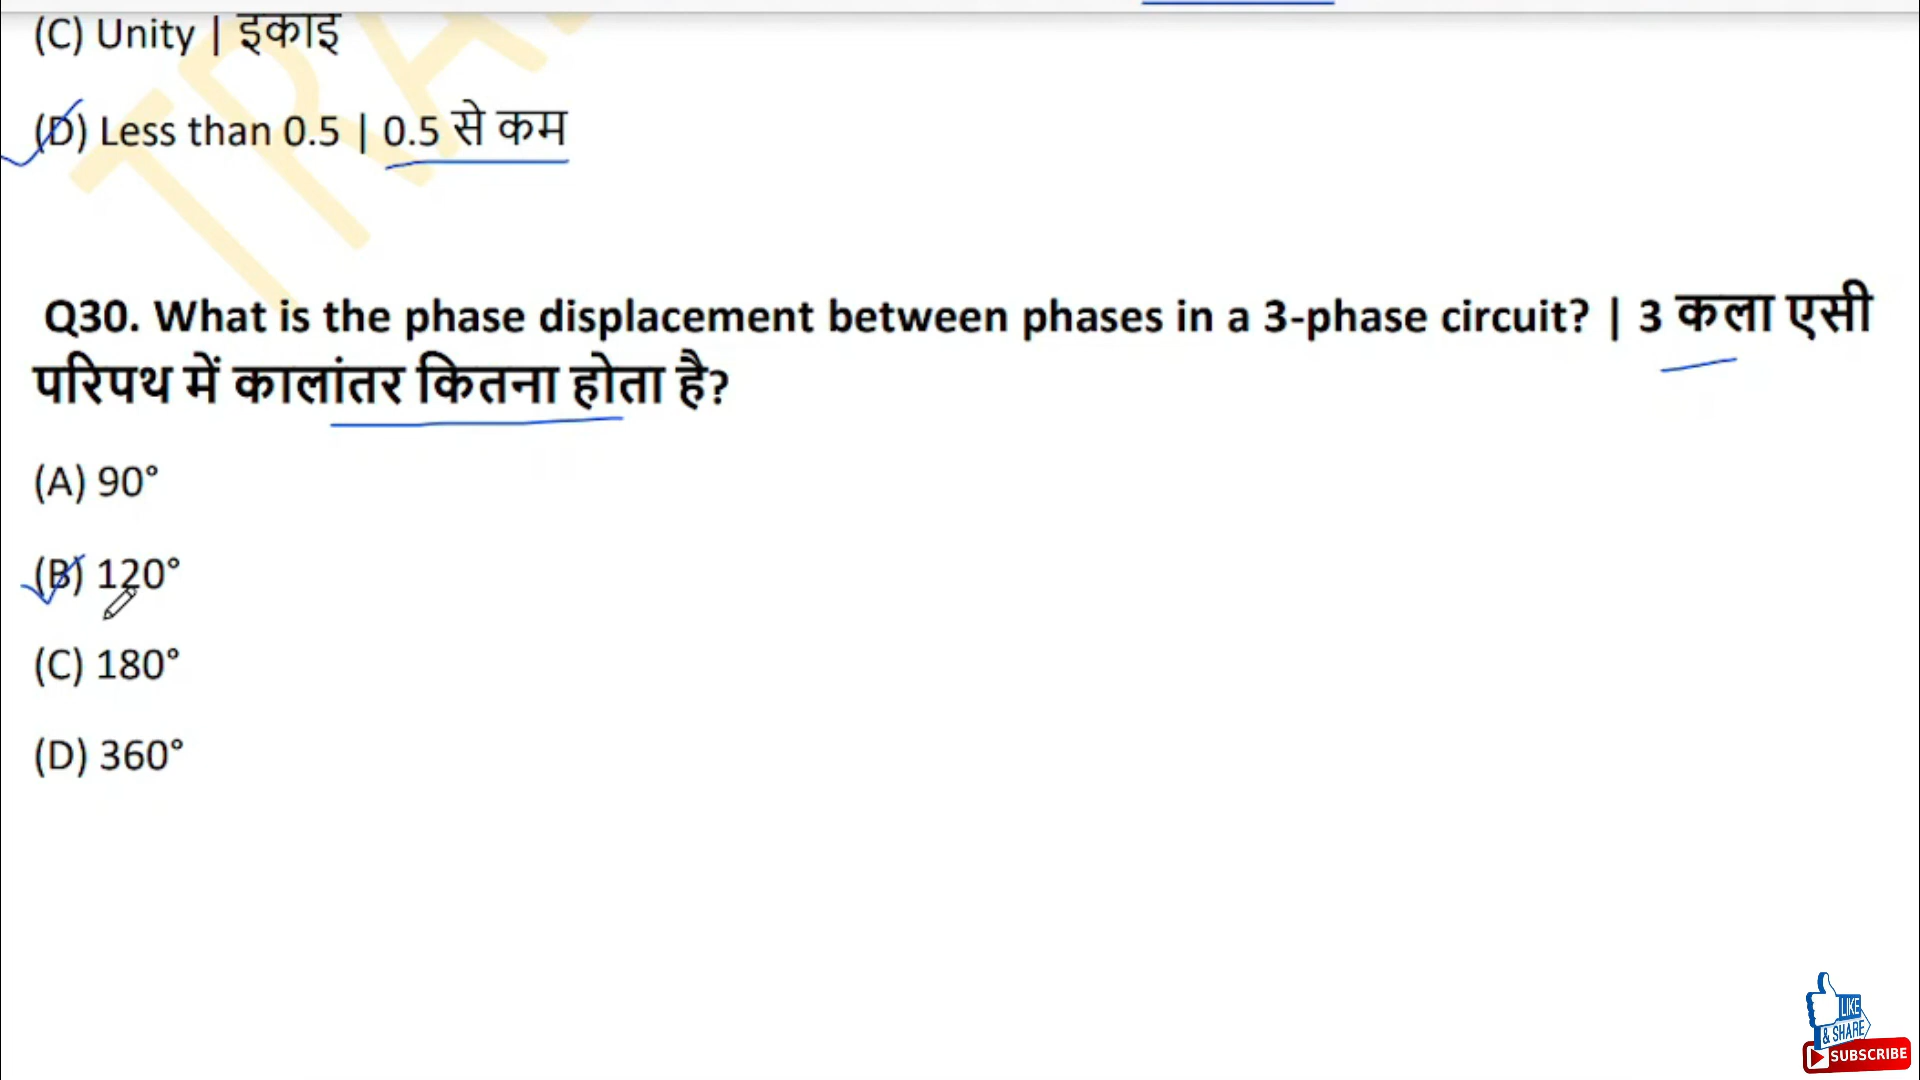 (C) Unity | इकाई
(D) Less than 0.5 | 0.5 से कम
Q30. What is the phase displacement between phases in a 3-phase circuit? | 3 कला एसी
परिपथ में कालांतर कितना होता है?
(A) 90°
(B) 120°
(C) 180°
(D) 360°
LIKE
& SHARE
SUBSCRIBE